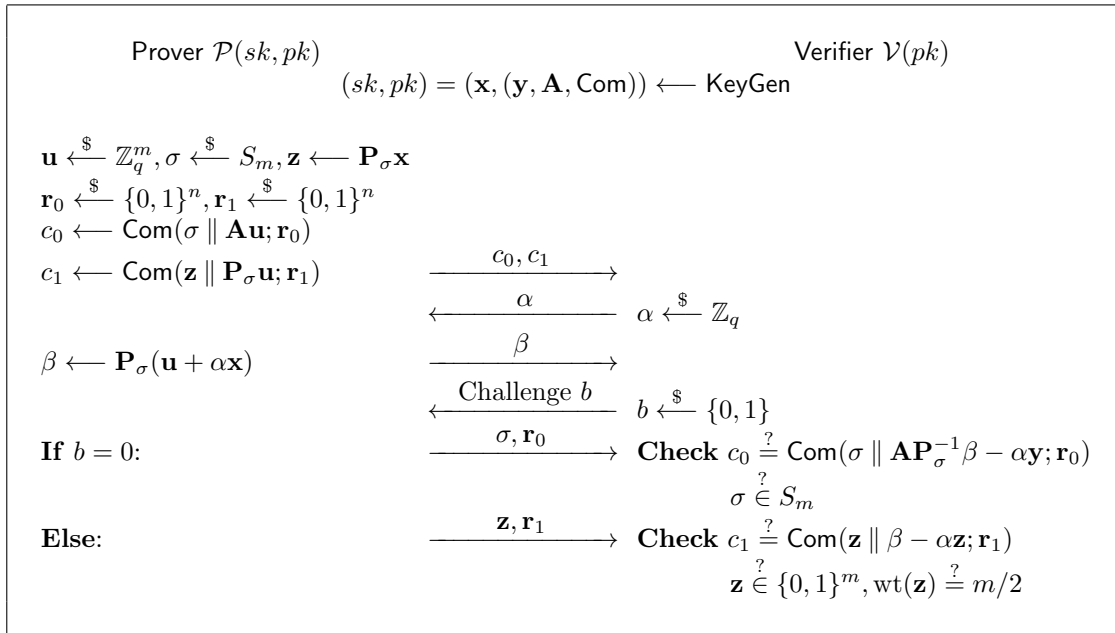 Prover 𝒫(sk, pk) Verifier 𝒱(pk)
(sk, pk) = (x, (y, A, Com)) ⟵ KeyGen
u ⟵$ ℤ_q^m, σ ⟵$ S_m, z ⟵ P_σx
r_0 ⟵$ {0, 1}^n, r_1 ⟵$ {0, 1}^n
c_0 ⟵ Com(σ ∥ Au; r_0)
c_1 ⟵ Com(z ∥ P_σu; r_1) c_0, c_1
α α ⟵$ ℤ_q
β ⟵ P_σ(u + αx) β
Challenge b b ⟵$ {0, 1}
If b = 0: σ, r_0 Check c_0 ≟ Com(σ ∥ AP_σ^{-1}β − αy; r_0)
σ ∈? S_m
Else: z, r_1 Check c_1 ≟ Com(z ∥ β − αz; r_1)
z ∈? {0, 1}^m, wt(z) ≟ m/2